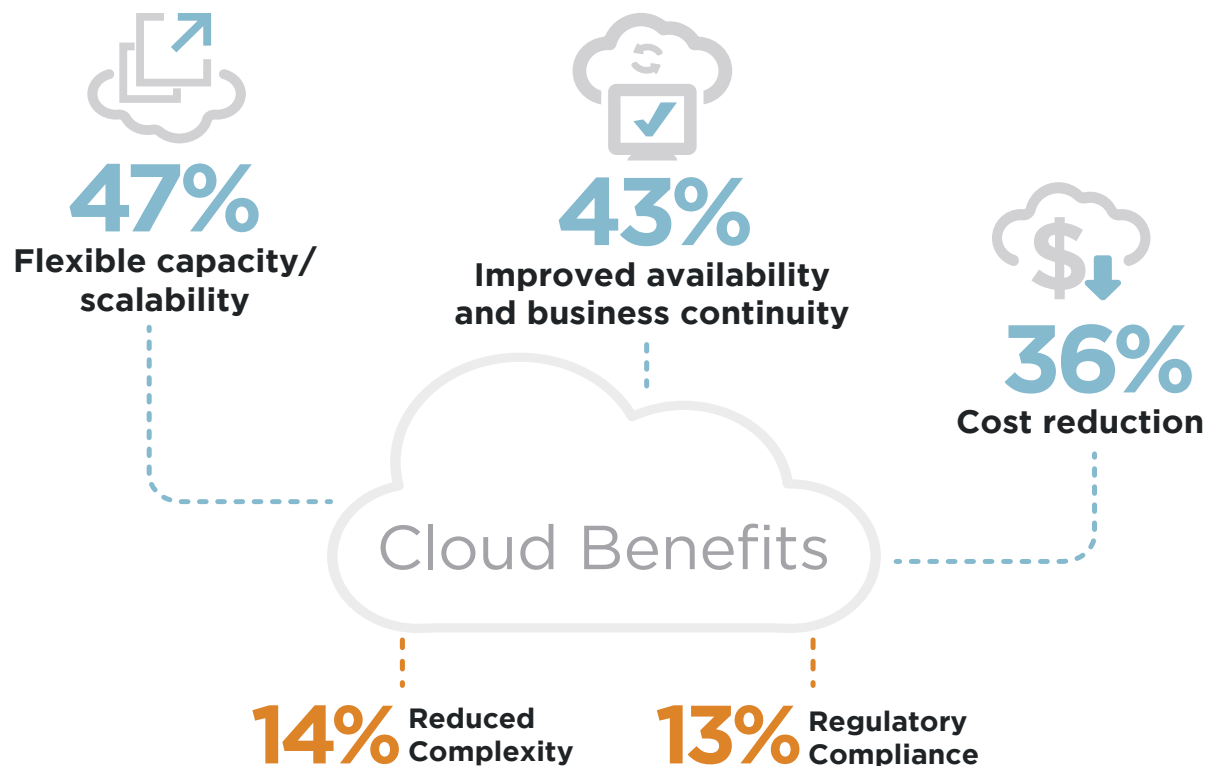 47%
Flexible capacity/
scalability
43%
Improved availability
and business continuity
$
36%
Cost reduction
Cloud Benefits
14%
Reduced
Complexity
13%
Regulatory
Compliance